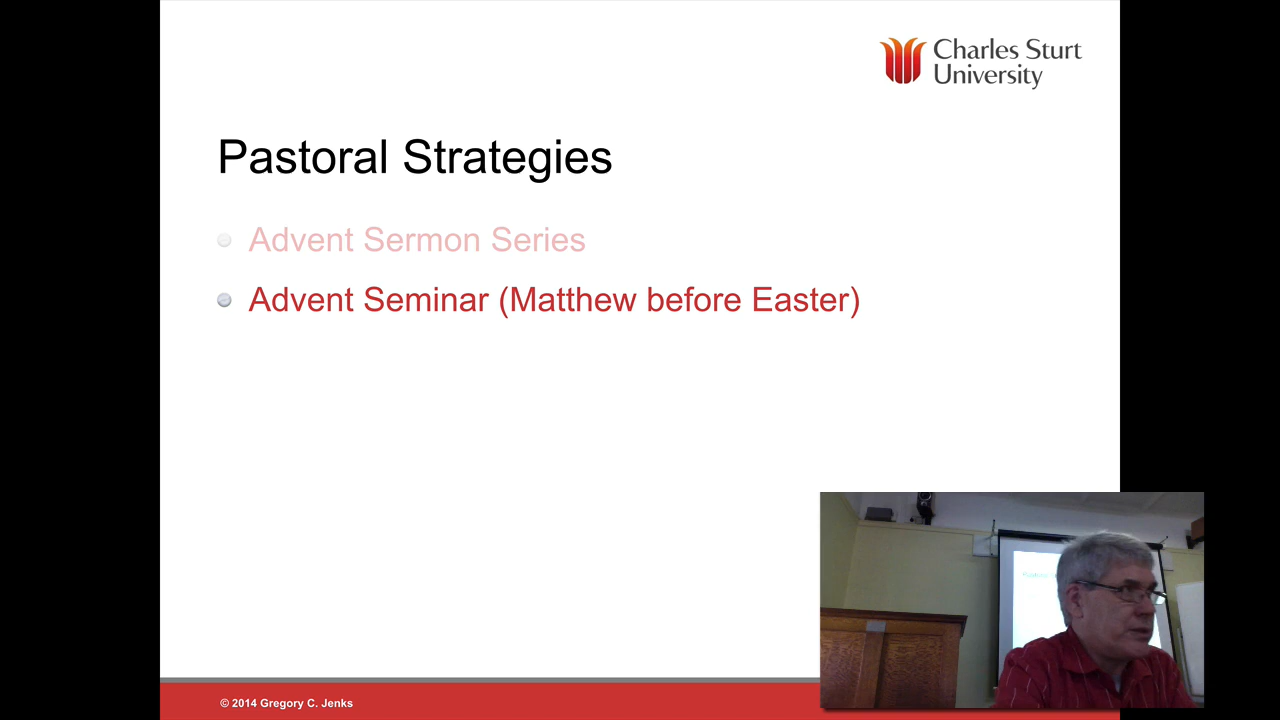 Charles Sturt
University
Pastoral Strategies
Advent Sermon Series
Advent Seminar (Matthew before Easter)
© 2014 Gregory C. Jenks